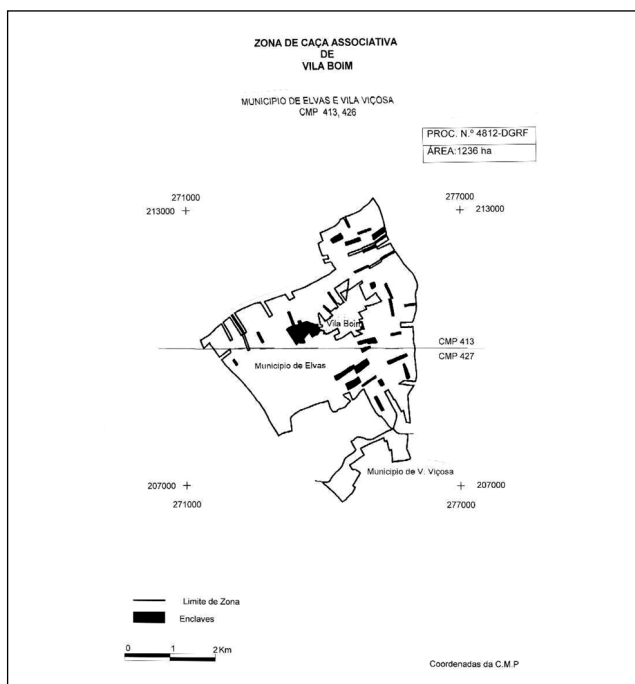 ZONA DE CAÇA ASSOCIATIVA
DE
VILA BOIM
MUNICIPIO DE ELVAS E VILA VIÇOSA
CMP 413, 426
PROC. N.º 4812-DGRF
ÁREA:1236 ha
271000
213000
277000
213000
Vila Boim
CMP 413
CMP 427
Municipio de Elvas
Municipio de V. Viçosa
207000
271000
207000
277000
Limite de Zona
Enclaves
0 1 2 Km
Coordenadas da C.M.P